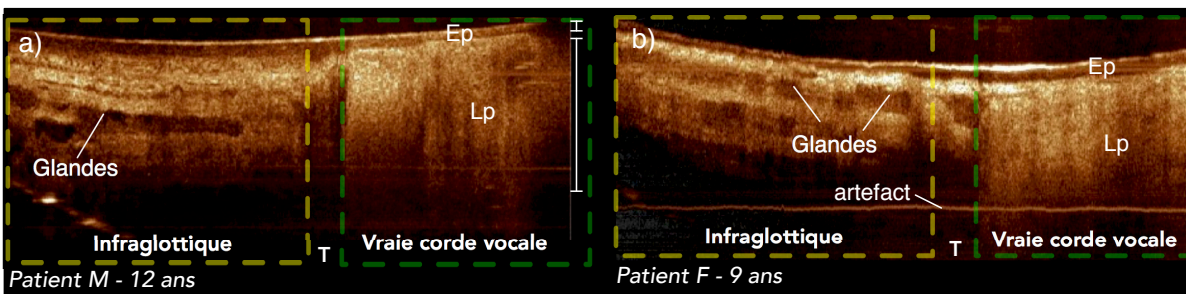 a)
Ep
Lp
Glandes
Infraglottique
T
Vraie corde vocale
Patient M - 12 ans
b)
Ep
Glandes
Lp
artefact
Infraglottique
T
Vraie corde vocale
Patient F - 9 ans